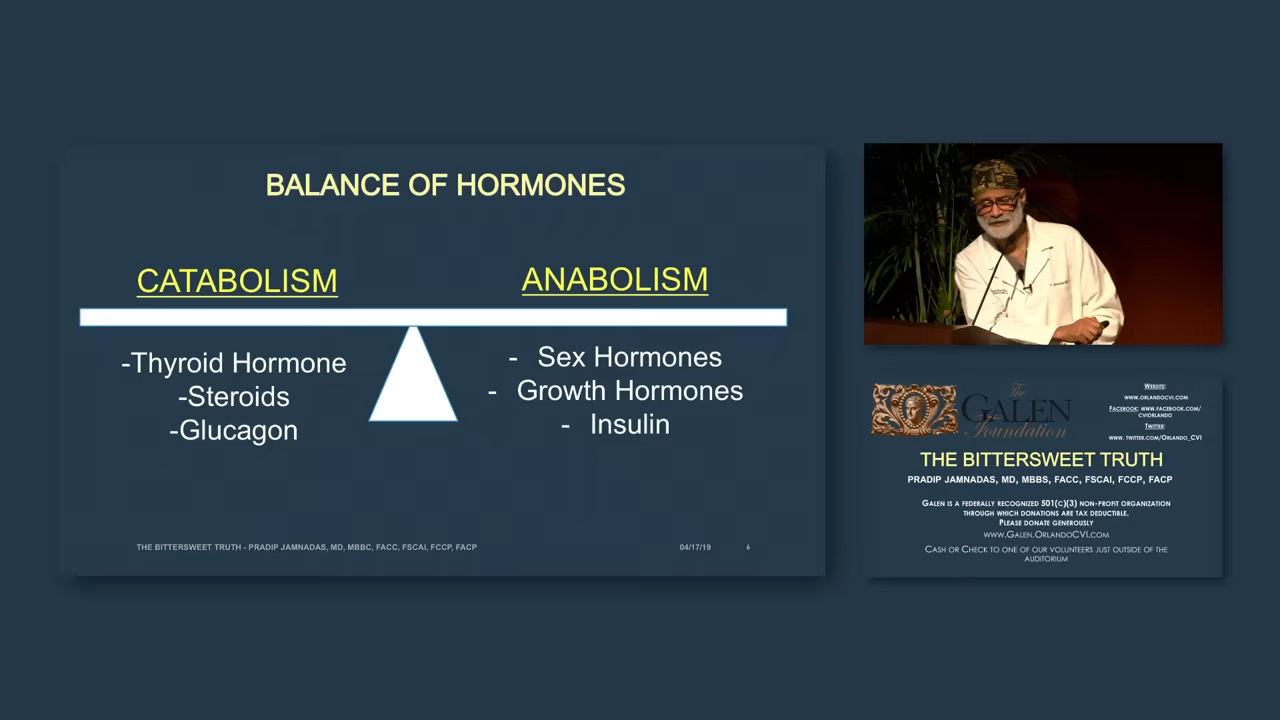 BALANCE OF HORMONES
CATABOLISM
-Thyroid Hormone
-Steroids
-Glucagon
ANABOLISM
- Sex Hormones
- Growth Hormones
- Insulin
THE BITTERSWEET TRUTH - PRADIP JAMNADAS, MD, MBBC, FACC, FSCAI, FCCP, FACP
04/17/19
6
The
GALEN
Foundation
WEBSITE:
WWW.ORLANDOCVI.COM
FACEBOOK: WWW.FACEBOOK.COM/
CVIORLANDO
TWITTER:
WWW. TWITTER.COM/ORLANDO_CVI
THE BITTERSWEET TRUTH
PRADIP JAMNADAS, MD, MBBS, FACC, FSCAI, FCCP, FACP
GALEN IS A FEDERALLY RECOGNIZED 501(C)(3) NON-PROFIT ORGANIZATION
THROUGH WHICH DONATIONS ARE TAX DEDUCTIBLE.
PLEASE DONATE GENEROUSLY
WWW.GALEN.ORLANDOCVI.COM
CASH OR CHECK TO ONE OF OUR VOLUNTEERS JUST OUTSIDE OF THE
AUDITORIUM